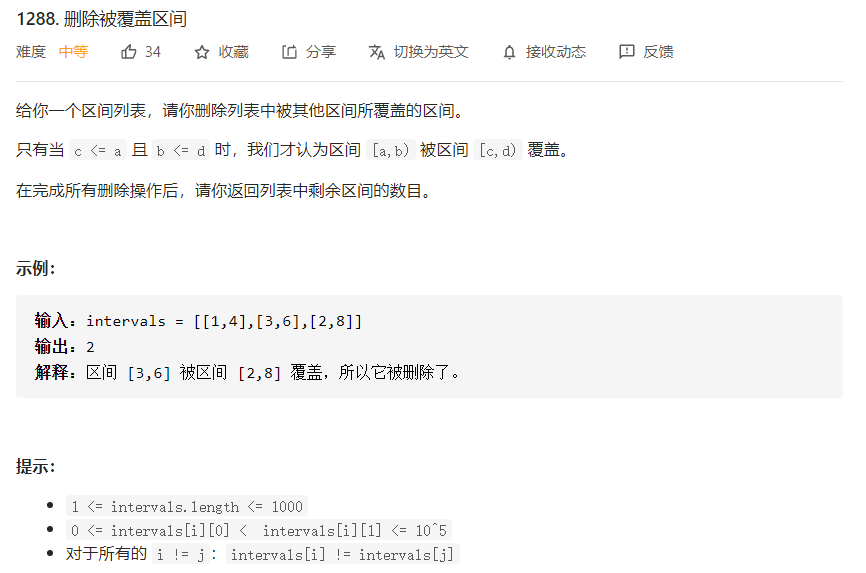 1288. 删除被覆盖区间
难度 中等 34 收藏 分享 切换为英文 接收动态 反馈
给你一个区间列表，请你删除列表中被其他区间所覆盖的区间。
只有当 c <= a 且 b <= d 时，我们才认为区间 [a,b) 被区间 [c,d) 覆盖。
在完成所有删除操作后，请你返回列表中剩余区间的数目。
示例：
输入：intervals = [[1,4],[3,6],[2,8]]
输出：2
解释：区间 [3,6] 被区间 [2,8] 覆盖，所以它被删除了。
提示：
1 <= intervals.length <= 1000
0 <= intervals[i][0] <  intervals[i][1] <= 10^5
对于所有的 i != j：intervals[i] != intervals[j]